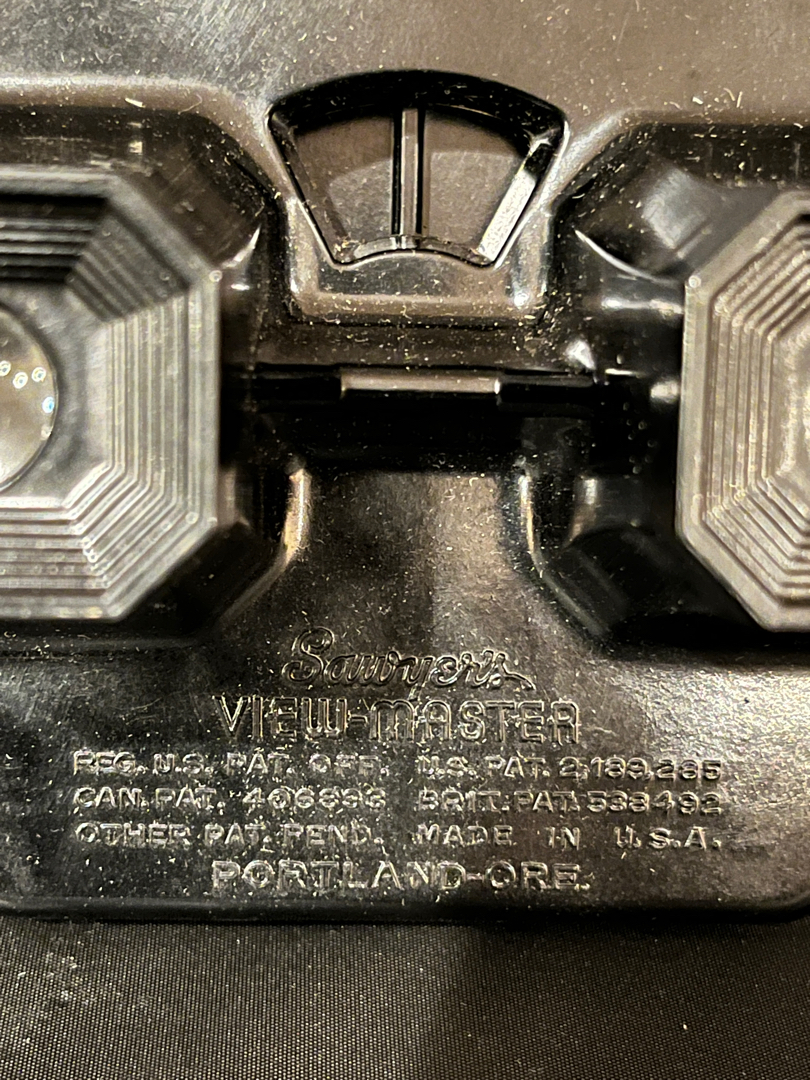 Sawyer's
VIEW-MASTER
REG. U.S. PAT. OFF. U.S. PAT. 2,189,285
CAN. PAT. 406893 BRIT. PAT. 538492
OTHER PAT. PEND. MADE IN U.S.A.
PORTLAND-ORE.